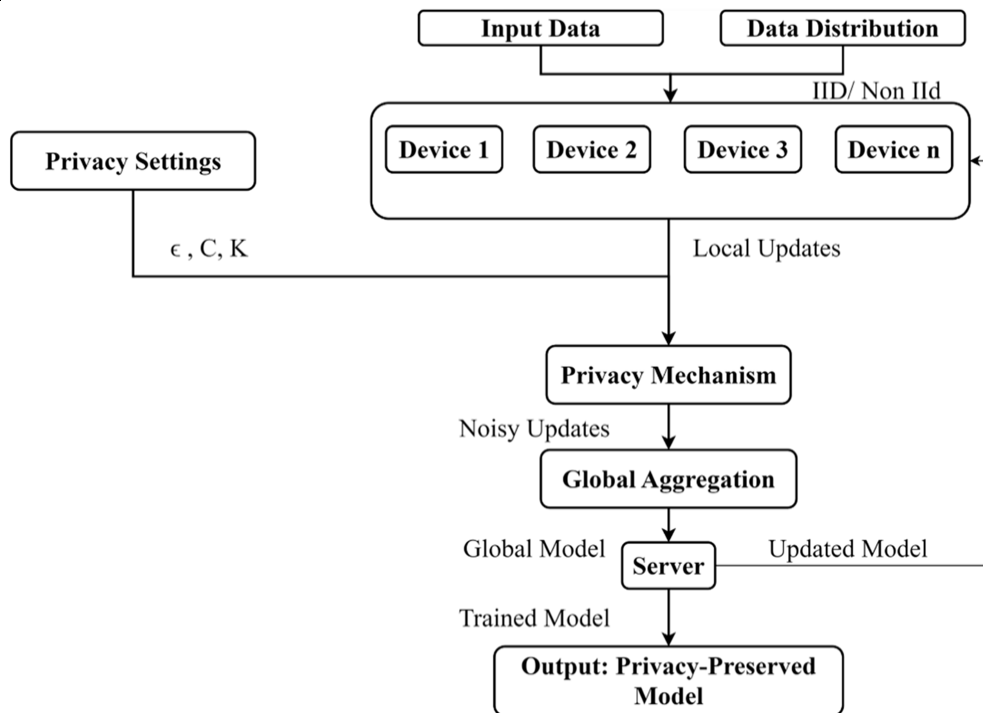 Input Data
Data Distribution
IID/ Non IId
Device 1
Device 2
Device 3
Device n
Privacy Settings
ϵ , C, K
Local Updates
Privacy Mechanism
Noisy Updates
Global Aggregation
Global Model
Server
Updated Model
Trained Model
Output: Privacy-Preserved
Model